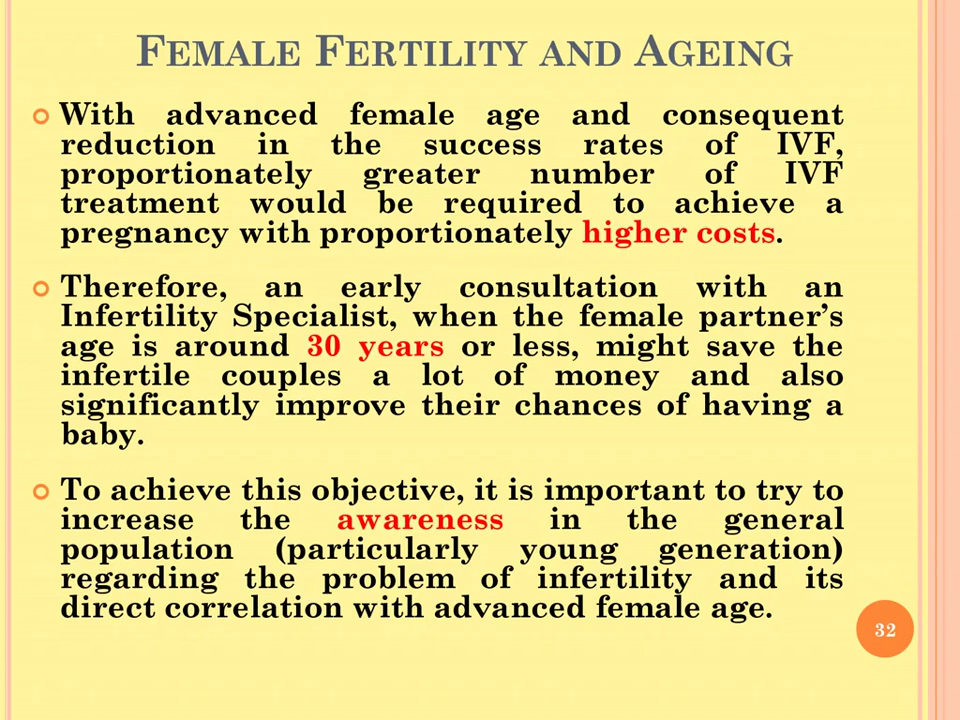 FEMALE FERTILITY AND AGEING
With advanced female age and consequent
reduction in the success rates of IVF,
proportionately greater number of IVF
treatment would be required to achieve a
pregnancy with proportionately higher costs.
Therefore, an early consultation with an
Infertility Specialist, when the female partner’s
age is around 30 years or less, might save the
infertile couples a lot of money and also
significantly improve their chances of having a
baby.
To achieve this objective, it is important to try to
increase the awareness in the general
population (particularly young generation)
regarding the problem of infertility and its
direct correlation with advanced female age.
32